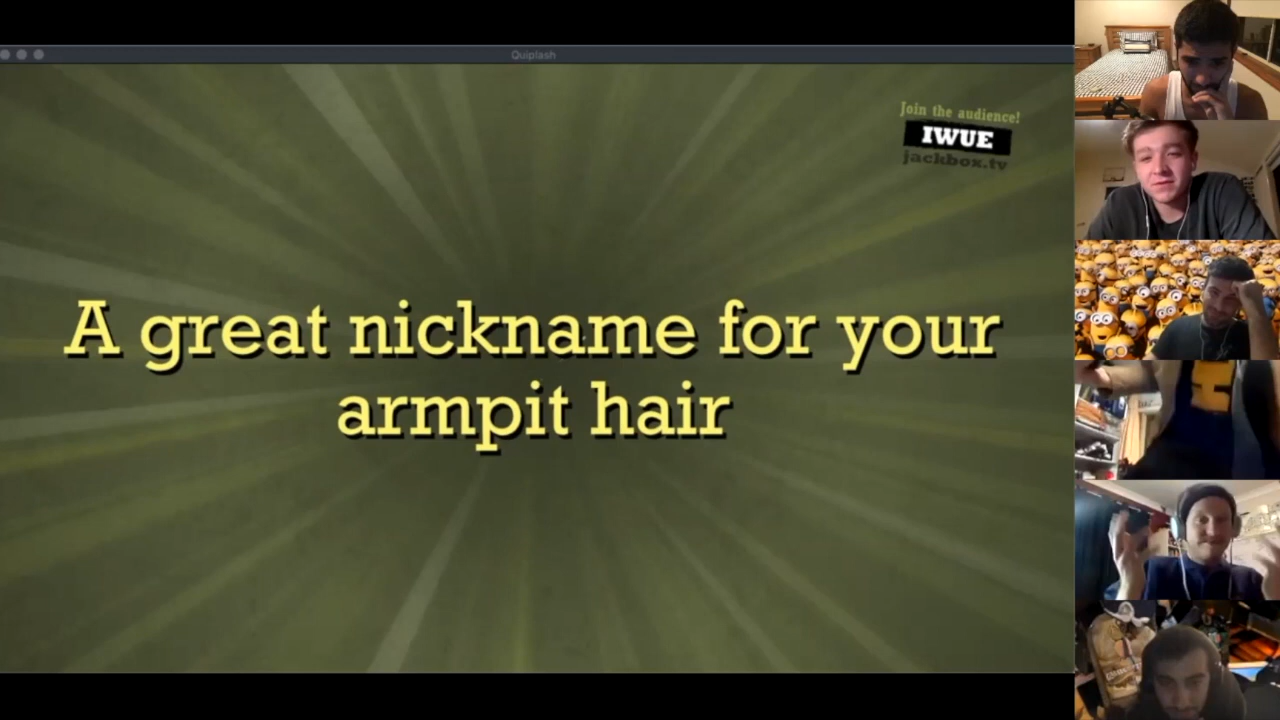 Quiplash
Join the audience!
IWUE
jackbox.tv
A great nickname for your
armpit hair